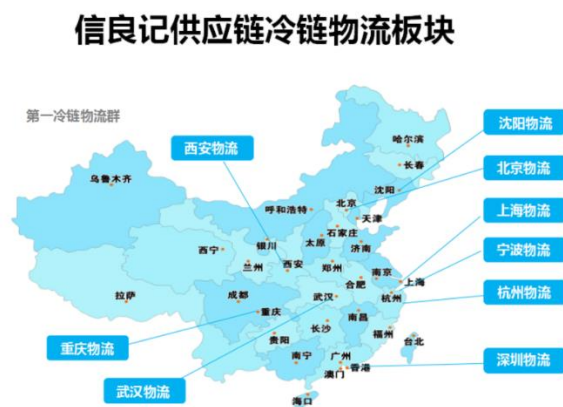 信良记供应链冷链物流板块
第一冷链物流群
沈阳物流
哈尔滨
西安物流
长春
北京物流
乌鲁木齐
沈阳
北京
呼和浩特
上海物流
天津
石家庄
太原
银川
济南
宁波物流
西宁
兰州
西安
郑州
南京
合肥
上海
拉萨
成都
武汉
杭州
杭州物流
重庆
南昌
长沙
福州
贵阳
台北
重庆物流
南宁
广州
深圳物流
香港
澳门
武汉物流
海口